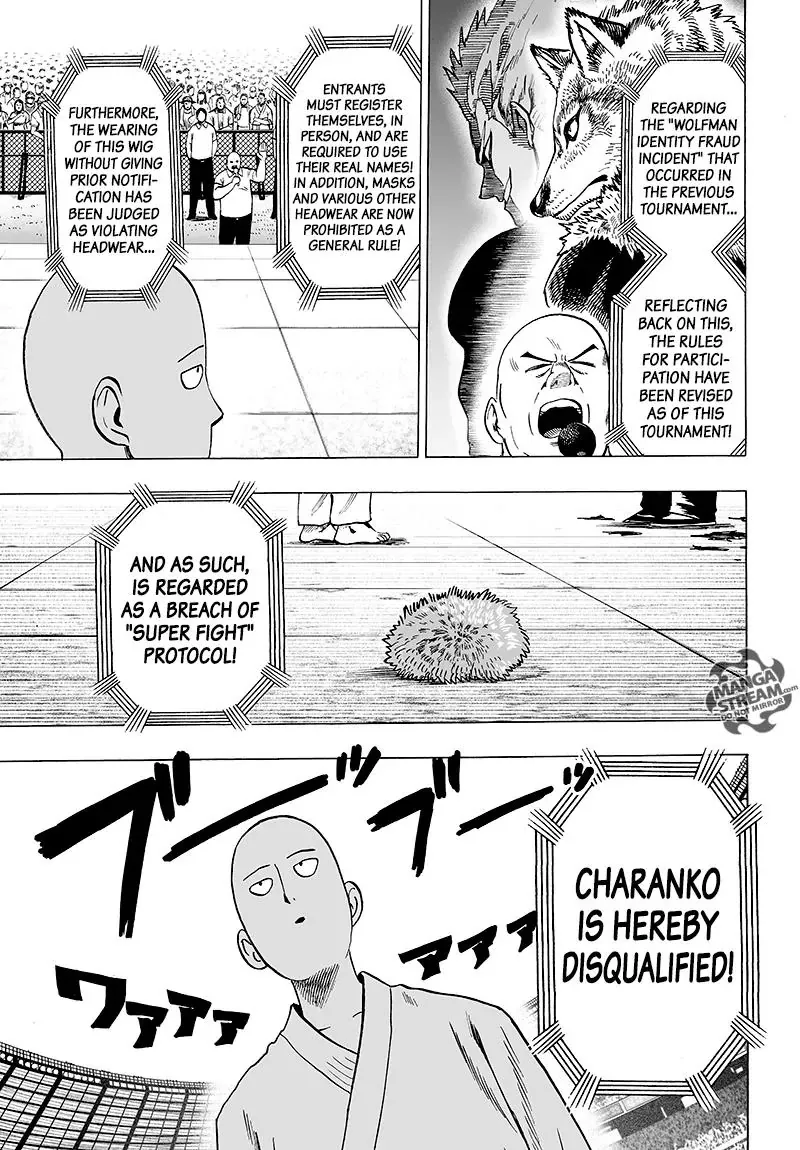 REGARDING
THE "WOLFMAN
IDENTITY FRAUD
INCIDENT" THAT
OCCURRED IN
THE PREVIOUS
TOURNAMENT...
REFLECTING
BACK ON THIS,
THE RULES
FOR PARTICI-
PATION HAVE
BEEN REVISED
AS OF THIS
TOURNAMENT!
ENTRANTS
MUST REGISTER
THEMSELVES, IN
PERSON, AND ARE
REQUIRED TO USE
THEIR REAL NAMES!
IN ADDITION, MASKS
AND VARIOUS OTHER
HEADWEAR ARE NOW
PROHIBITED AS A
GENERAL RULE!
FURTHERMORE,
THE WEARING
OF THIS WIG
WITHOUT GIVING
PRIOR NOTIFI-
CATION HAS
BEEN JUDGED
AS VIOLATING
HEADWEAR...
AND AS SUCH,
IS REGARDED
AS A BREACH OF
"SUPER FIGHT"
PROTOCOL!
MANGA
STREAM.com
DO NOT MIRROR
CHARANKO
IS HEREBY
DISQUALIFIED!
ブーッ
ブーッ
ワァァァ
アァァァ